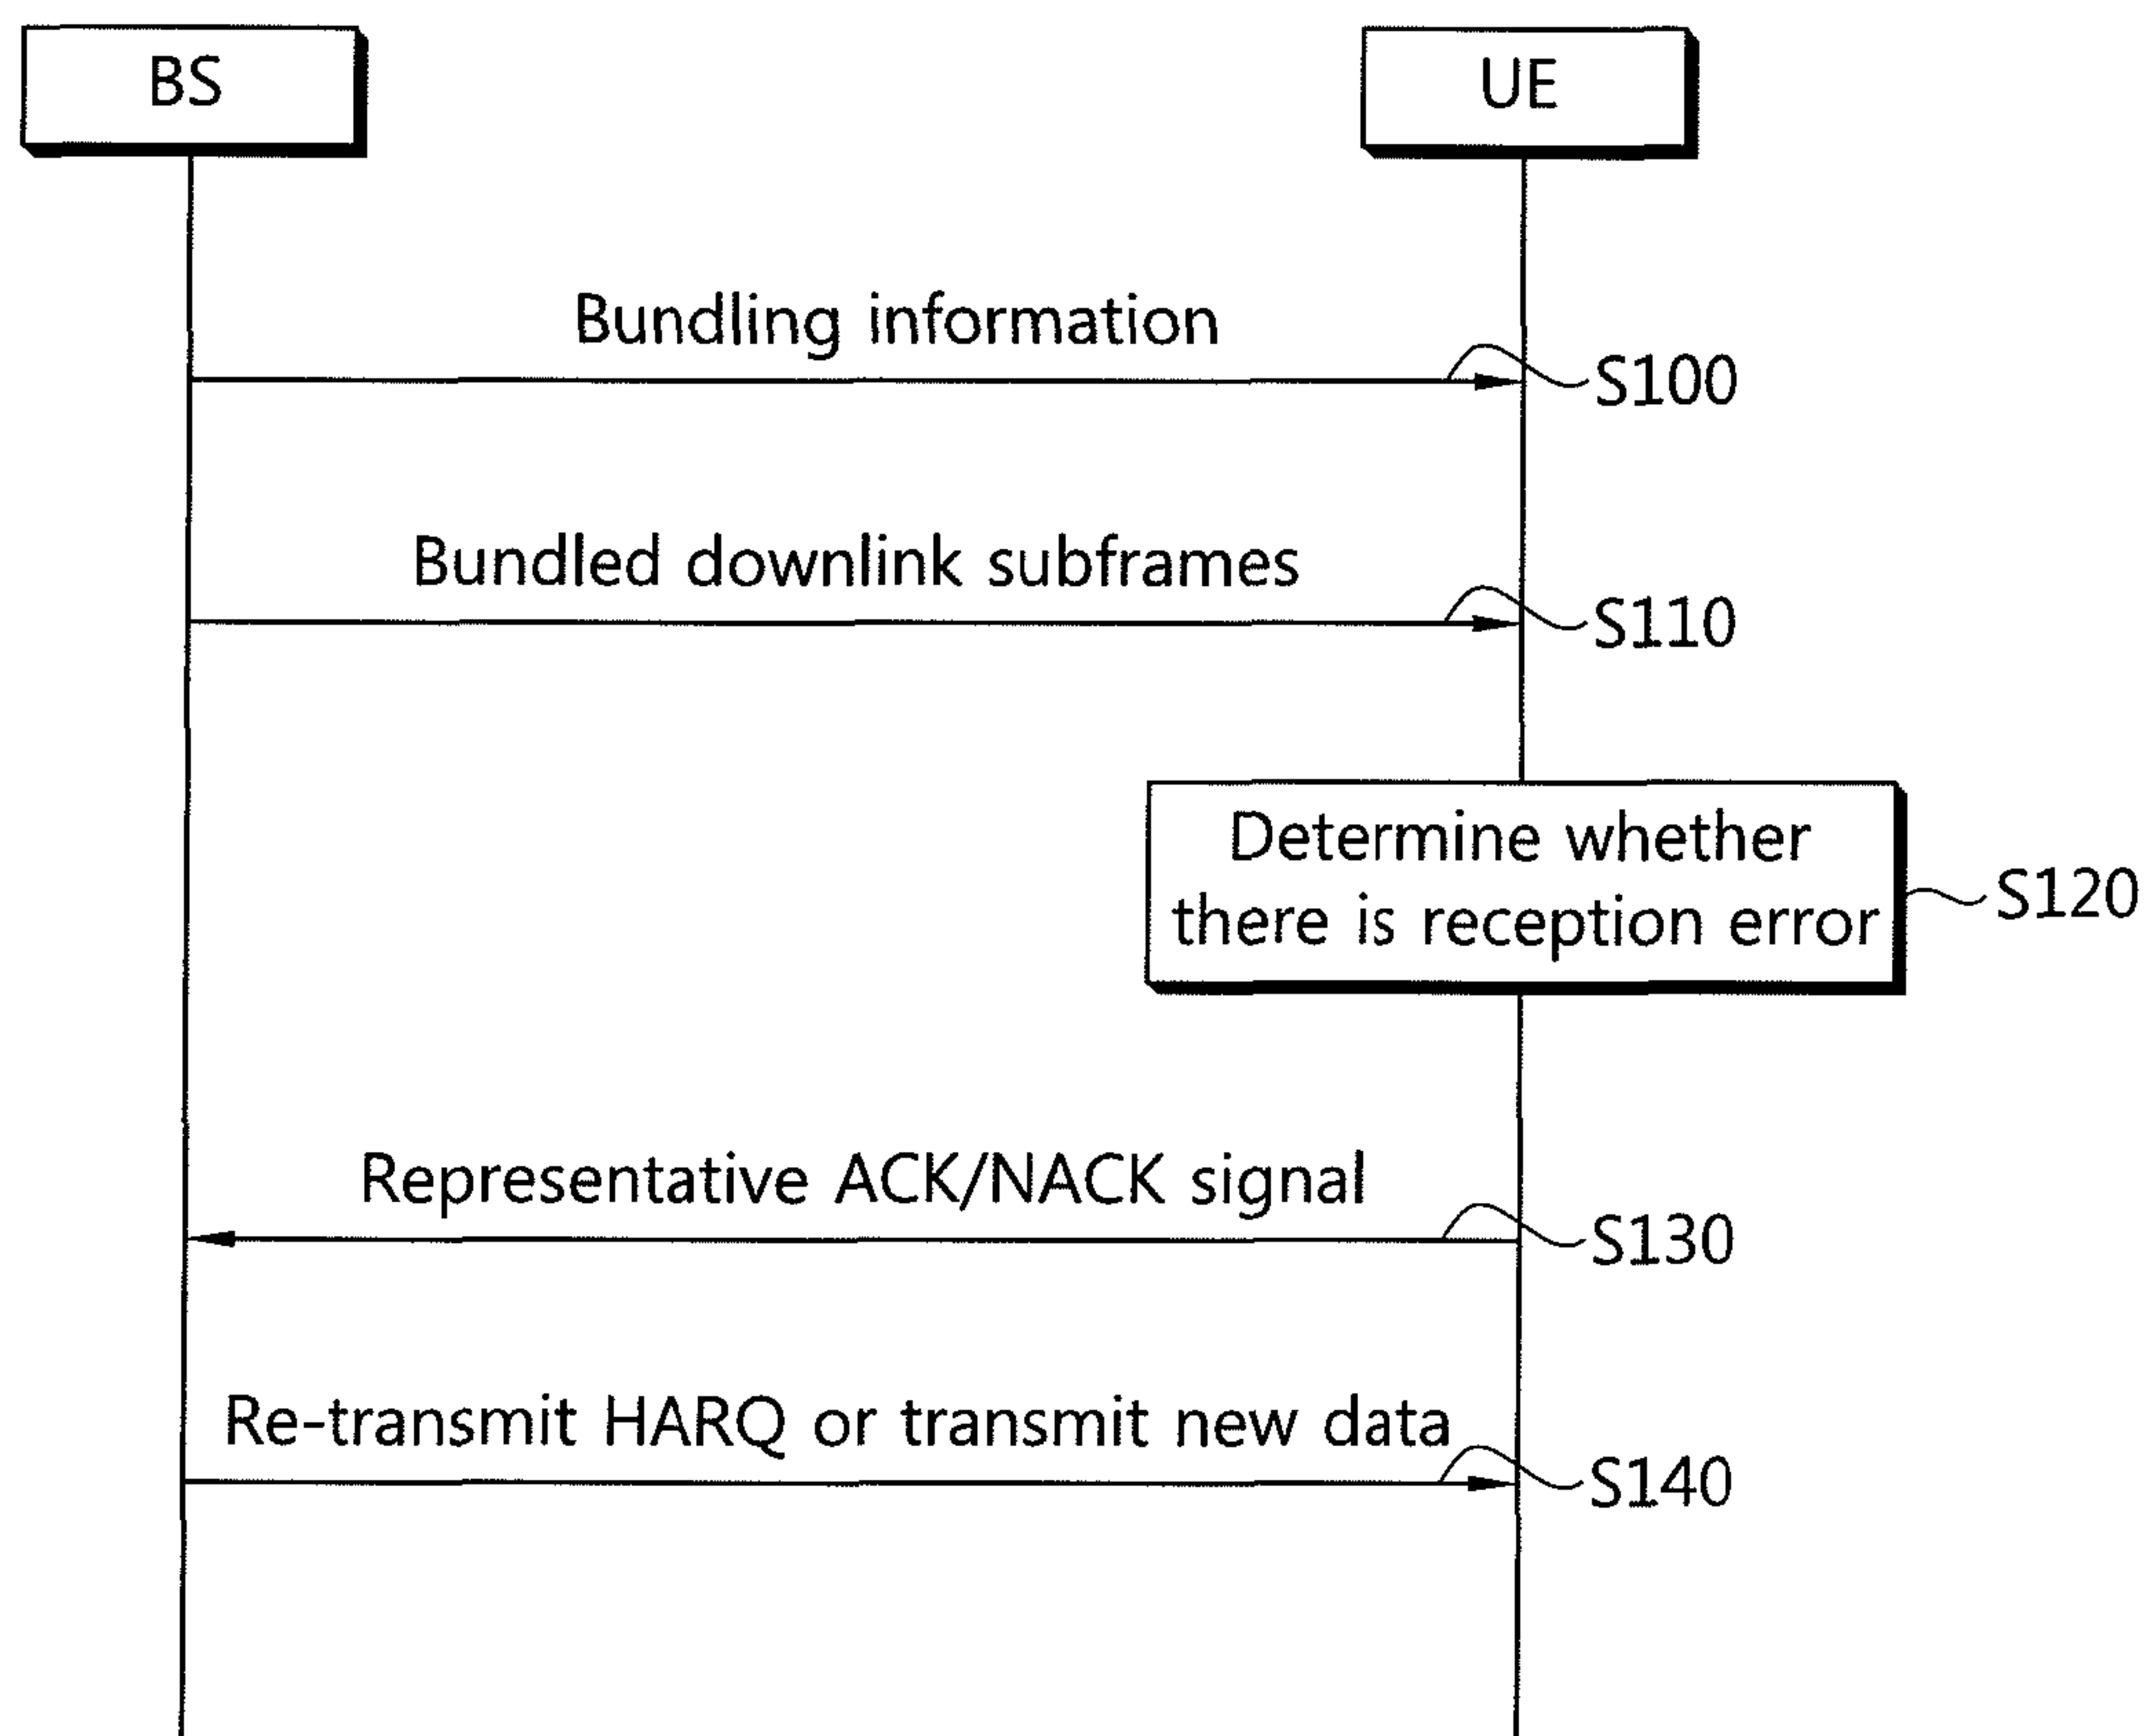 BS
UE
Bundling information
S100
Bundled downlink subframes
S110
Determine whether
there is reception error
S120
Representative ACK/NACK signal
S130
Re-transmit HARQ or transmit new data
S140